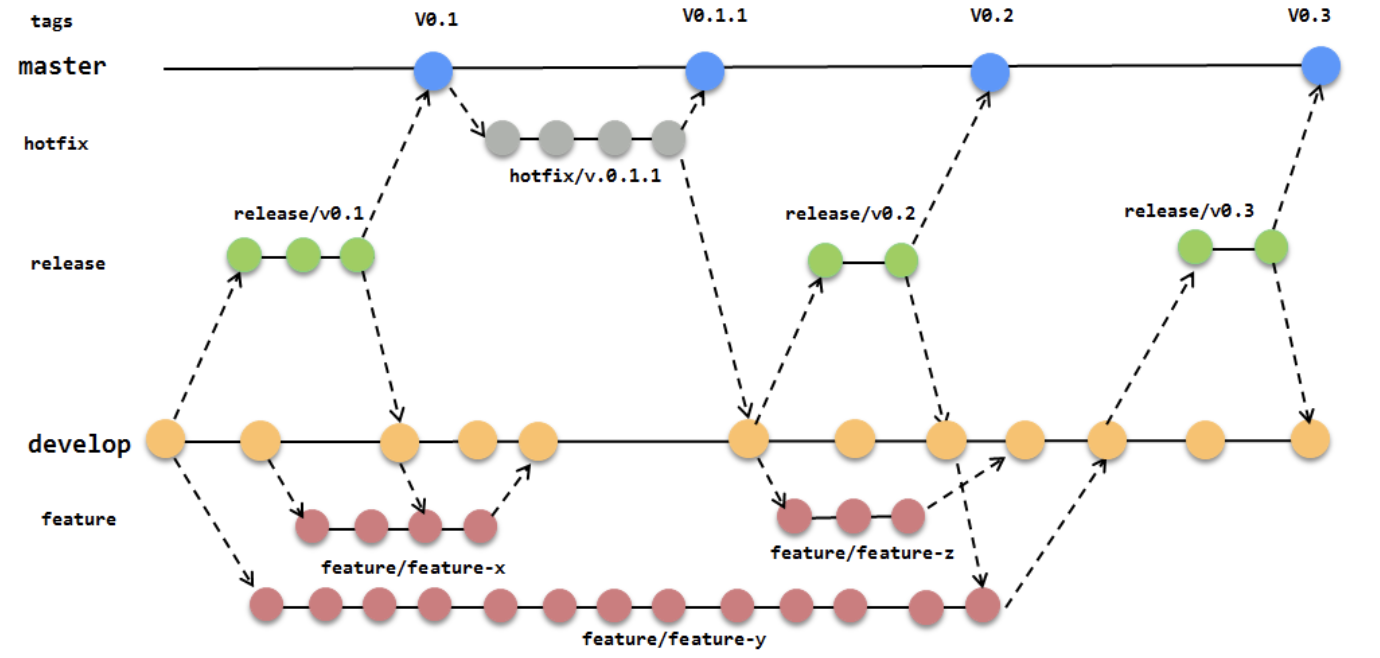 tags V0.1 V0.1.1 V0.2 V0.3
master
hotfix
hotfix/v.0.1.1
release/v0.1 release/v0.2 release/v0.3
release
develop
feature
feature/feature-z
feature/feature-x
feature/feature-y